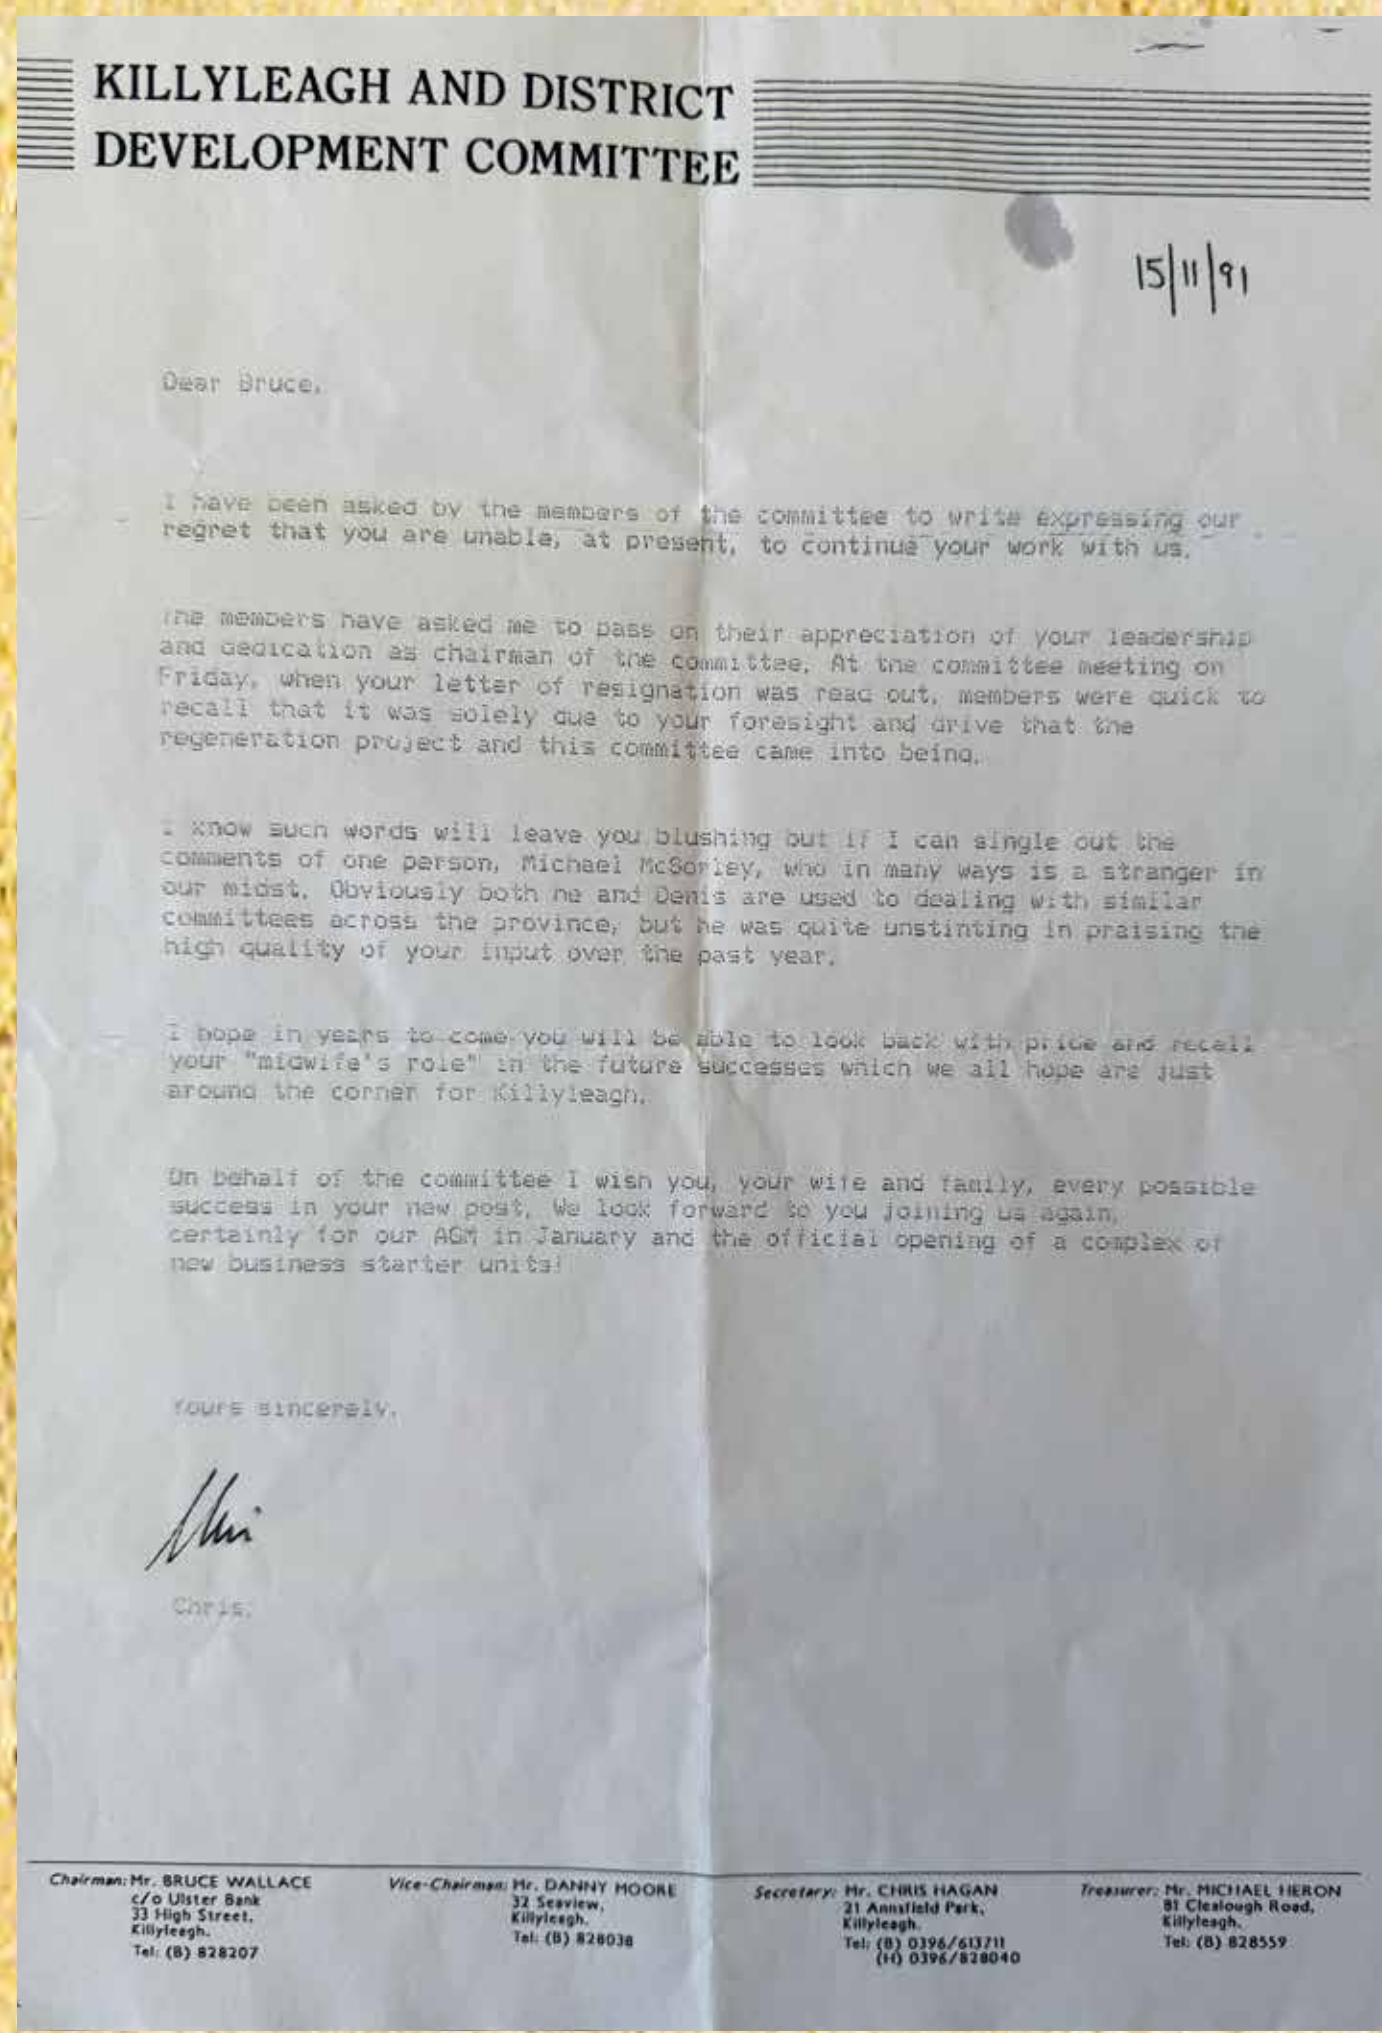 KILLYLEAGH AND DISTRICT
DEVELOPMENT COMMITTEE
15/11/91
Dear Bruce,
I have been asked by the members of the committee to write expressing our
regret that you are unable, at present, to continue your work with us.
The members have asked me to pass on their appreciation of your leadership
and dedication as chairman of the committee. At the committee meeting on
Friday, when your letter of resignation was read out, members were quick to
recall that it was solely due to your foresight and drive that the
regeneration project and this committee came into being.
I know such words will leave you blushing but if I can single out the
comments of one person, Michael McSorley, who in many ways is a stranger in
our midst. Obviously both he and Denis are used to dealing with similar
committees across the province, but he was quite unstinting in praising the
high quality of your input over the past year.
I hope in years to come you will be able to look back with pride and recall
your "midwife's role" in the future successes which we all hope are just
around the corner for Killyleagh.
On behalf of the committee I wish you, your wife and family, every possible
success in your new post. We look forward to you joining us again,
certainly for our AGM in January and the official opening of a complex of
new business starter units!
Yours sincerely,
Chris
Chris.
Chairman: Mr. BRUCE WALLACE
c/o Ulster Bank
33 High Street,
Killyleagh.
Tel: (B) 828207
Vice-Chairman: Mr. DANNY MOORE
32 Seaview,
Killyleagh.
Tel: (B) 828038
Secretary: Mr. CHRIS HAGAN
21 Annsfield Park,
Killyleagh.
Tel: (B) 0396/613711
(H) 0396/828040
Treasurer: Mr. MICHAEL HERON
81 Clealough Road,
Killyleagh.
Tel: (B) 828559